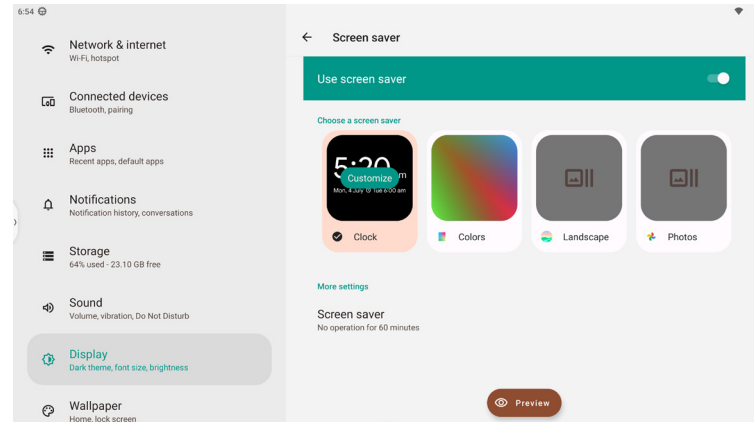 6:54
Network & internet
Wi-Fi, hotspot
Connected devices
Bluetooth, pairing
Apps
Recent apps, default apps
Notifications
Notification history, conversations
Storage
64% used - 23.10 GB free
Sound
Volume, vibration, Do Not Disturb
Display
Dark theme, font size, brightness
Wallpaper
Home, lock screen
Screen saver
Use screen saver
Choose a screen saver
Customize
Mon, 4 July
Tue 6:00 am
Clock
Colors
Landscape
Photos
More settings
Screen saver
No operation for 60 minutes
Preview